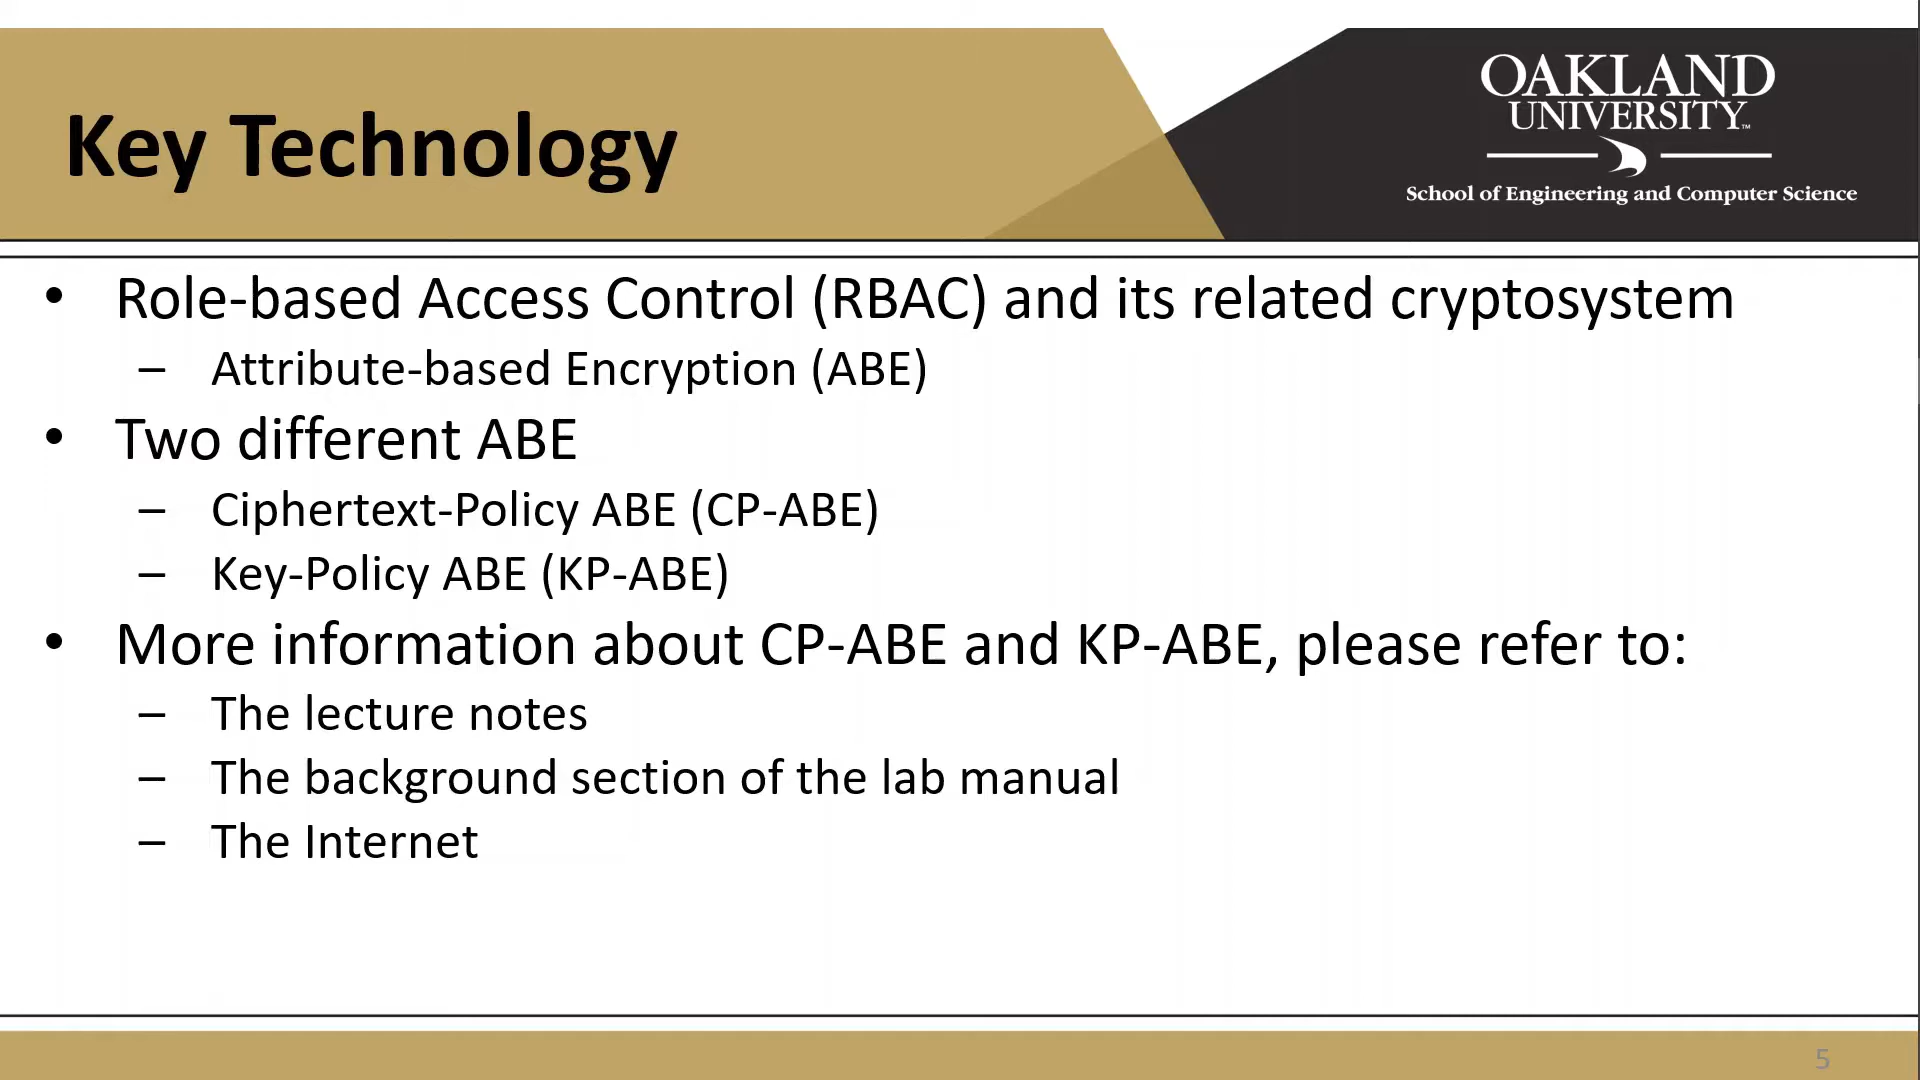 OAKLAND
UNIVERSITY™
School of Engineering and Computer Science
Key Technology
• Role-based Access Control (RBAC) and its related cryptosystem
– Attribute-based Encryption (ABE)
• Two different ABE
– Ciphertext-Policy ABE (CP-ABE)
– Key-Policy ABE (KP-ABE)
• More information about CP-ABE and KP-ABE, please refer to:
– The lecture notes
– The background section of the lab manual
– The Internet
5